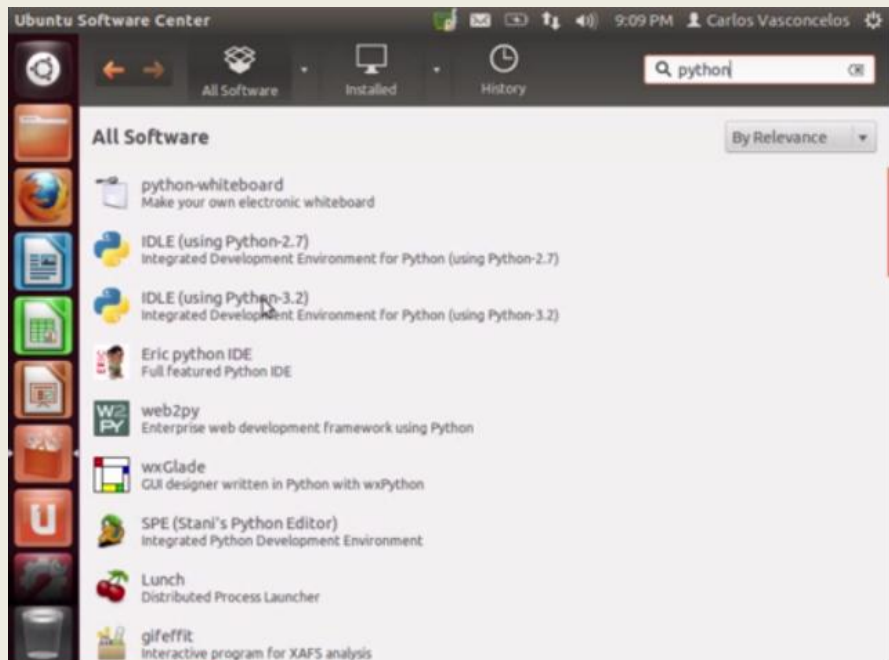 Ubuntu Software Center 9:09 PM Carlos Vasconcelos
All Software Installed History python
All Software By Relevance
python-whiteboard
Make your own electronic whiteboard
IDLE (using Python-2.7)
Integrated Development Environment for Python (using Python-2.7)
IDLE (using Python-3.2)
Integrated Development Environment for Python (using Python-3.2)
ERIC
Eric python IDE
Full featured Python IDE
W2PY
web2py
Enterprise web development framework using Python
wxGlade
GUI designer written in Python with wxPython
SPE (Stani's Python Editor)
Integrated Python Development Environment
Lunch
Distributed Process Launcher
gifeffit
Interactive program for XAFS analysis